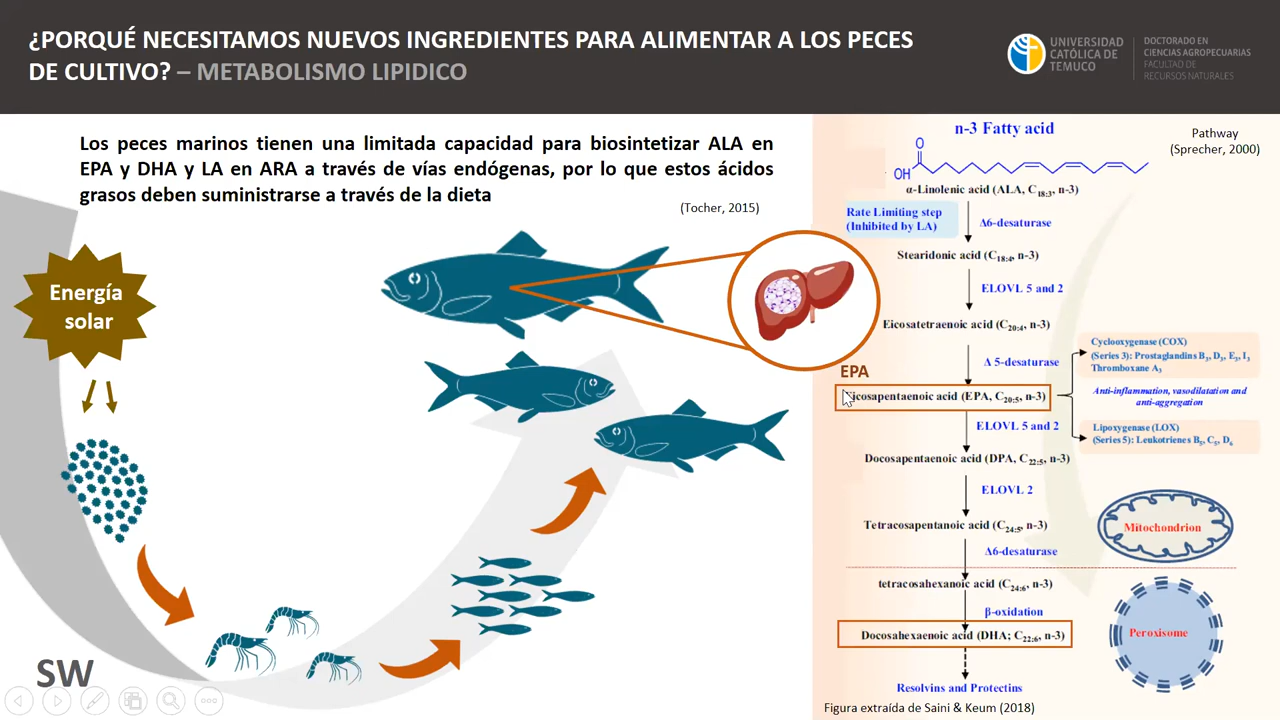 ¿PORQUÉ NECESITAMOS NUEVOS INGREDIENTES PARA ALIMENTAR A LOS PECES
DE CULTIVO? – METABOLISMO LIPIDICO
UNIVERSIDAD
CATÓLICA DE
TEMUCO
DOCTORADO EN
CIENCIAS AGROPECUARIAS
FACULTAD DE
RECURSOS NATURALES
Los peces marinos tienen una limitada capacidad para biosintetizar ALA en
EPA y DHA y LA en ARA a través de vías endógenas, por lo que estos ácidos
grasos deben suministrarse a través de la dieta
(Tocher, 2015)
Energía
solar
SW
n-3 Fatty acid
Pathway
(Sprecher, 2000)
O
OH
α-Linolenic acid (ALA, C18:3, n-3)
Rate Limiting step
(Inhibited by LA)
Δ6-desaturase
Stearidonic acid (C18:4, n-3)
ELOVL 5 and 2
Eicosatetraenoic acid (C20:4, n-3)
Δ 5-desaturase
EPA
Eicosapentaenoic acid (EPA, C20:5, n-3)
Cyclooxygenase (COX)
(Series 3): Prostaglandins B3, D3, E3, I3
Thromboxane A3
Anti-inflammation, vasodilatation and
anti-aggregation
Lipoxygenase (LOX)
(Series 5): Leukotrienes B5, C5, D6
ELOVL 5 and 2
Docosapentaenoic acid (DPA, C22:5, n-3)
ELOVL 2
Tetracosapentanoic acid (C24:5, n-3)
Mitochondrion
Δ6-desaturase
tetracosahexanoic acid (C24:6, n-3)
β-oxidation
Docosahexaenoic acid (DHA; C22:6, n-3)
Peroxisome
Resolvins and Protectins
Figura extraída de Saini & Keum (2018)